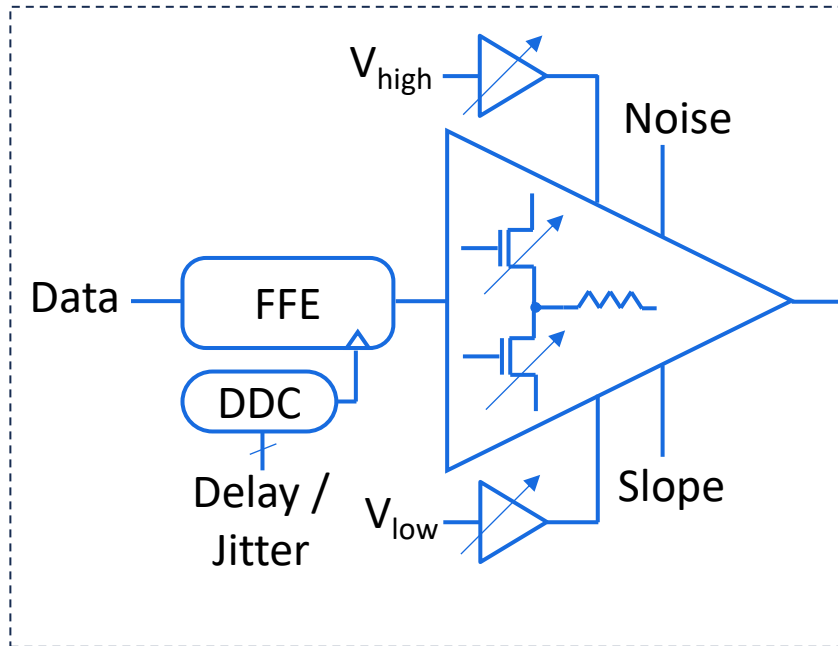 V_high
Noise
Data
FFE
DDC
Delay /
Jitter
V_low
Slope